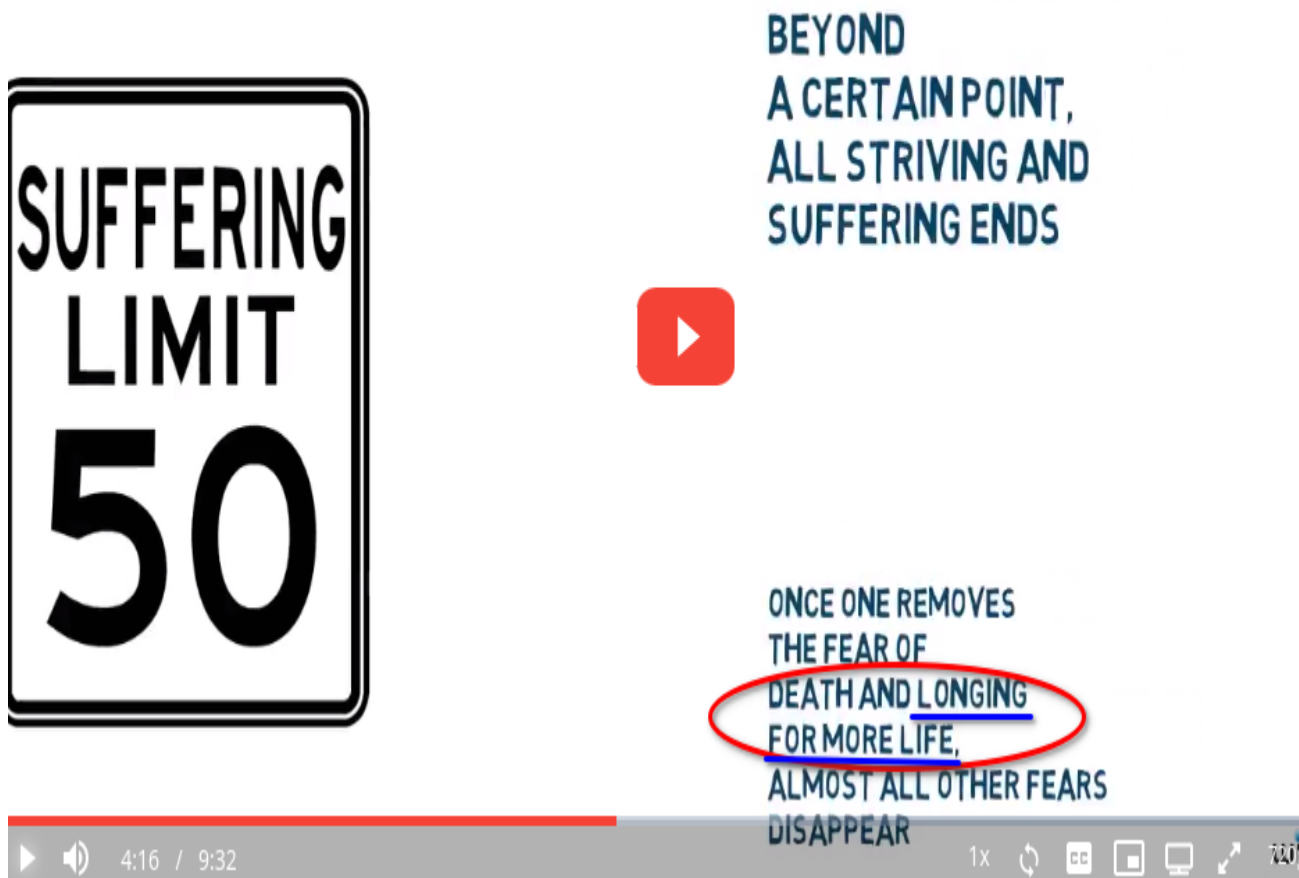 SUFFERING
LIMIT
50
BEYOND
A CERTAIN POINT,
ALL STRIVING AND
SUFFERING ENDS
ONCE ONE REMOVES
THE FEAR OF
DEATH AND LONGING
FOR MORE LIFE,
ALMOST ALL OTHER FEARS
DISAPPEAR
4:16 / 9:32
1x
CC